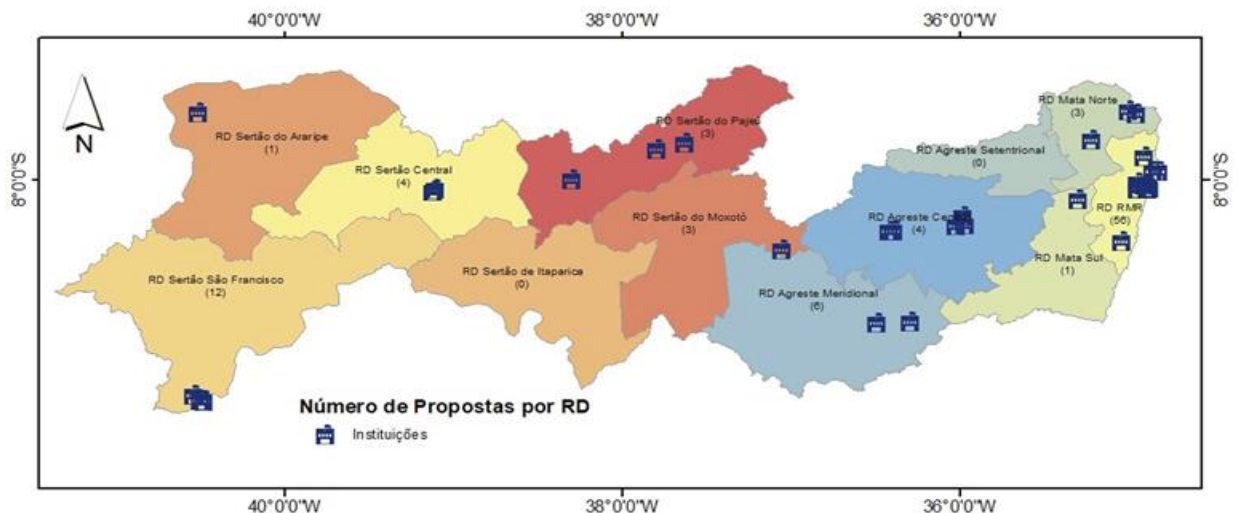 40°0'0"W 38°0'0"W 36°0'0"W
8°0'0"S
8°0'0"S
N
RD Sertão do Araripe
(1)
RD Sertão Central
(4)
RD Sertão do Pajeú
(3)
RD Mata Norte
(3)
RD Agreste Setentrional
(0)
RD Sertão do Moxotó
(3)
RD Agreste Central
(4)
RD RMR
(56)
RD Sertão São Francisco
(12)
RD Sertão de Itaparica
(0)
RD Agreste Meridional
(6)
RD Mata Sul
(1)
Número de Propostas por RD
Instituições
40°0'0"W 38°0'0"W 36°0'0"W